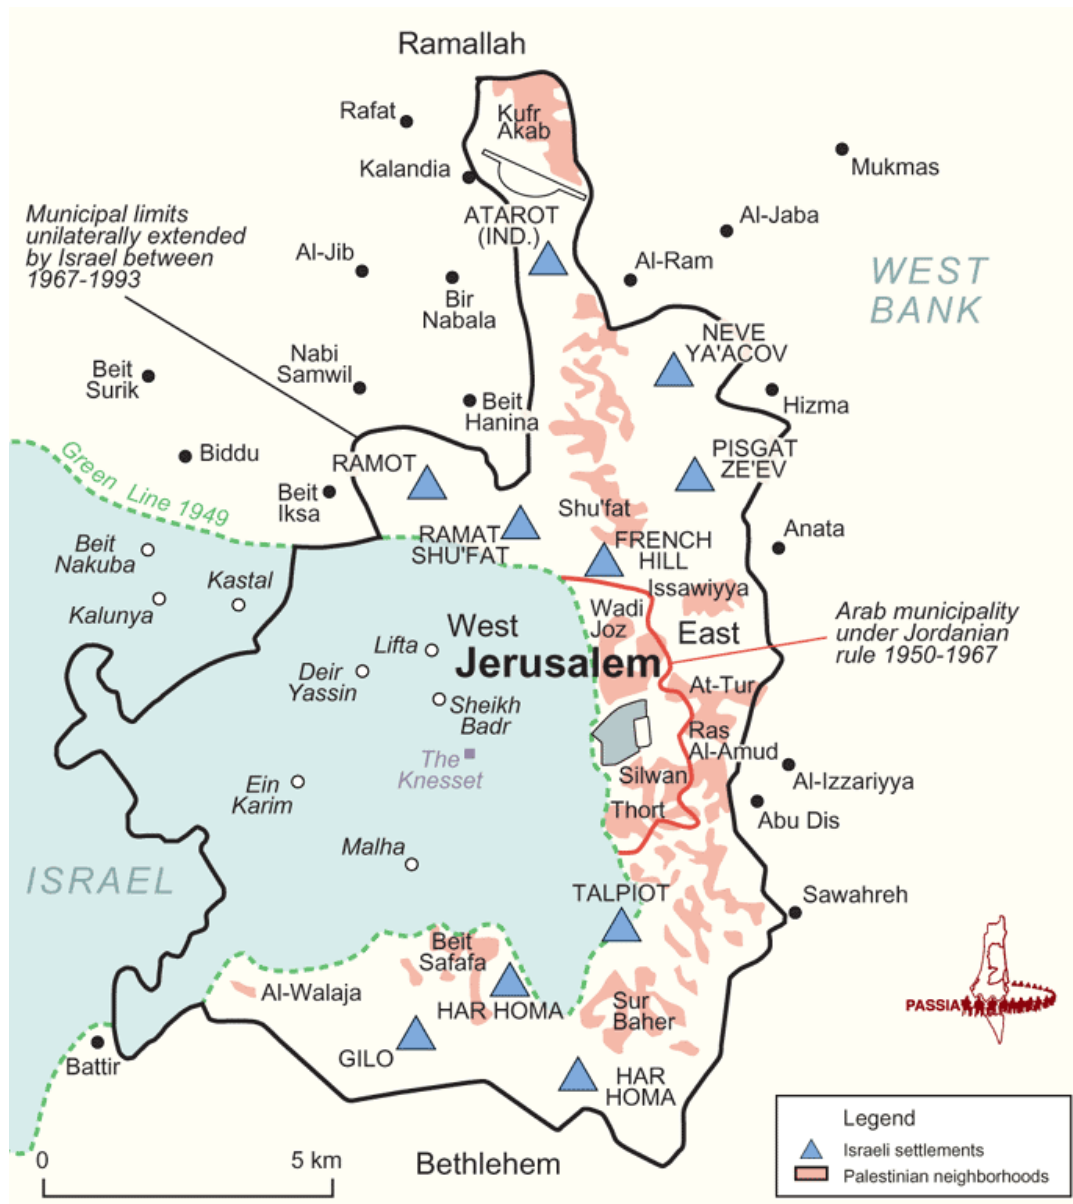 Ramallah
Rafat
Kufr
Akab
Mukmas
Kalandia
Municipal limits
unilaterally extended
by Israel between
1967-1993
ATAROT
(IND.)
Al-Jaba
Al-Jib
Al-Ram
WEST
BANK
Bir
Nabala
NEVE
YA'ACOV
Nabi
Samwil
Beit
Surik
Beit
Hanina
Hizma
Green Line 1949
Biddu
RAMOT
PISGAT
ZE'EV
Beit
Iksa
Shu'fat
Anata
RAMAT
SHU'FAT
FRENCH
HILL
Beit
Nakuba
Kastal
Issawiyya
Kalunya
Wadi
Joz
Arab municipality
under Jordanian
rule 1950-1967
West
East
Lifta
Jerusalem
Deir
Yassin
At-Tur
Sheikh
Badr
Ras
Al-Amud
The
Knesset
Silwan
Al-Izzariyya
Ein
Karim
Thort
Abu Dis
Malha
ISRAEL
TALPIOT
Sawahreh
Beit
Safafa
Al-Walaja
HAR HOMA
Sur
Baher
PASSIA
GILO
Battir
HAR
HOMA
Legend
Israeli settlements
Palestinian neighborhoods
0 5 km
Bethlehem